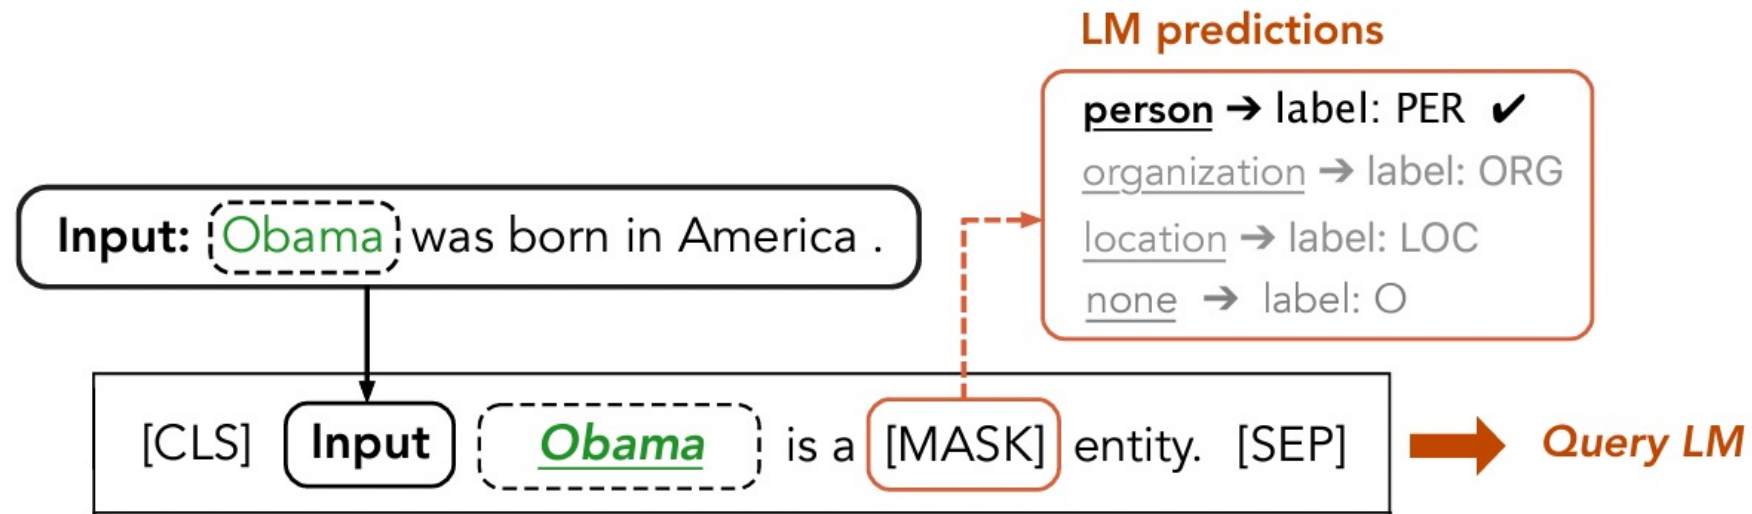 LM predictions
person ➔ label: PER ✔
organization ➔ label: ORG
location ➔ label: LOC
none ➔ label: O
Input: Obama was born in America .
[CLS] Input Obama is a [MASK] entity. [SEP]
Query LM